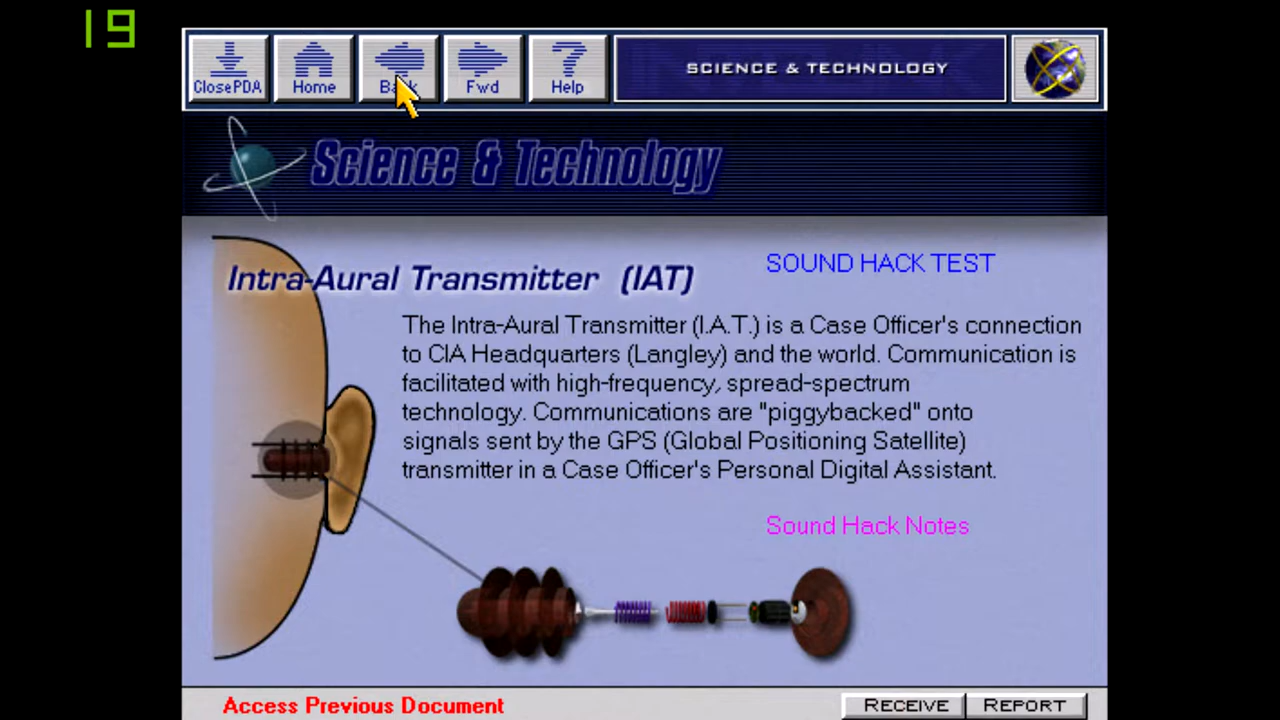 19
ClosePDA Home Back Fwd Help SCIENCE & TECHNOLOGY
Science & Technology
Intra-Aural Transmitter (IAT)
SOUND HACK TEST
The Intra-Aural Transmitter (I.A.T.) is a Case Officer's connection
to CIA Headquarters (Langley) and the world. Communication is
facilitated with high-frequency, spread-spectrum
technology. Communications are "piggybacked" onto
signals sent by the GPS (Global Positioning Satellite)
transmitter in a Case Officer's Personal Digital Assistant.
Sound Hack Notes
Access Previous Document
RECEIVE REPORT